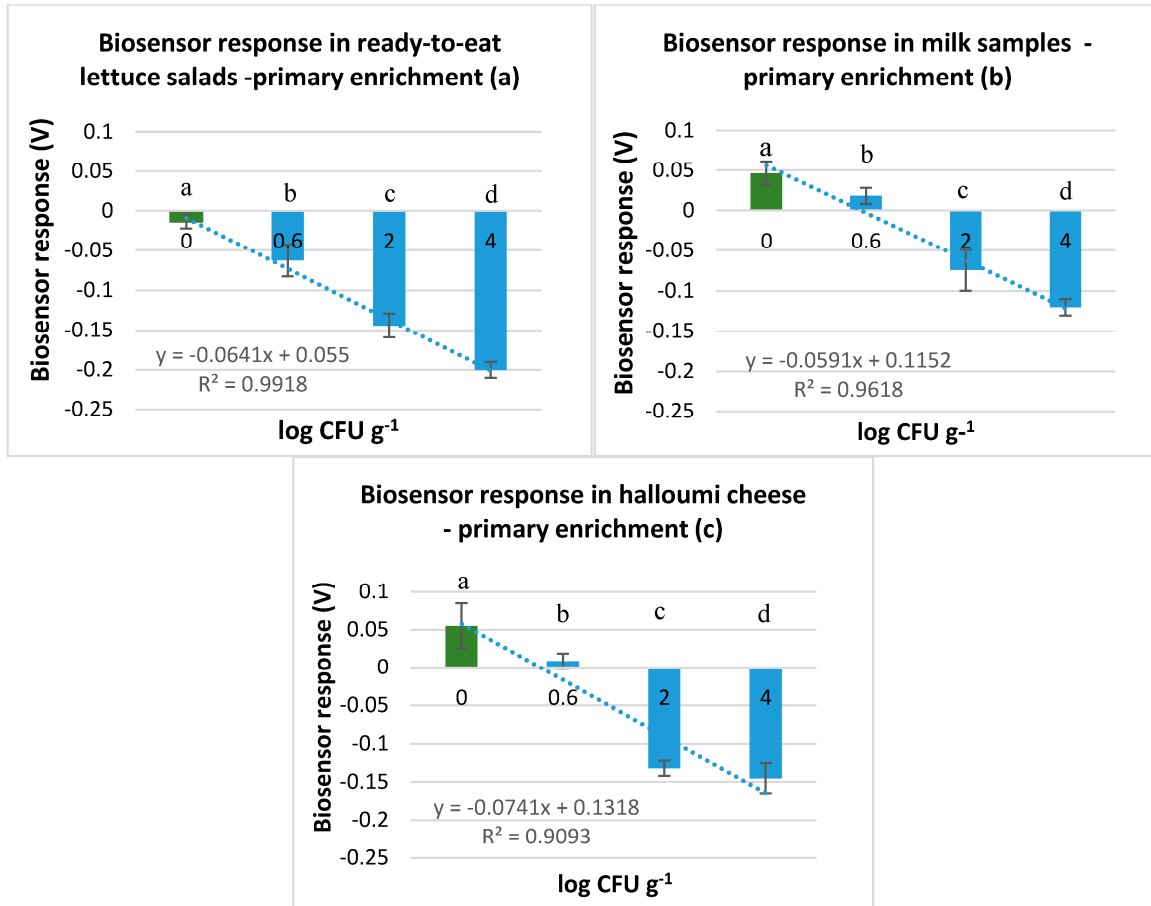 Biosensor response in ready-to-eat
lettuce salads -primary enrichment (a)
Biosensor response (V)
0.1
0.05
0
-0.05
-0.1
-0.15
-0.2
-0.25
a
b
c
d
0
0.6
2
4
y = -0.0641x + 0.055
R² = 0.9918
log CFU g⁻¹
Biosensor response in milk samples -
primary enrichment (b)
Biosensor response (V)
0.1
0.05
0
-0.05
-0.1
-0.15
-0.2
-0.25
a
b
c
d
0
0.6
2
4
y = -0.0591x + 0.1152
R² = 0.9618
log CFU g-¹
Biosensor response in halloumi cheese
- primary enrichment (c)
Biosensor response (V)
0.1
0.05
0
-0.05
-0.1
-0.15
-0.2
-0.25
a
b
c
d
0
0.6
2
4
y = -0.0741x + 0.1318
R² = 0.9093
log CFU g⁻¹